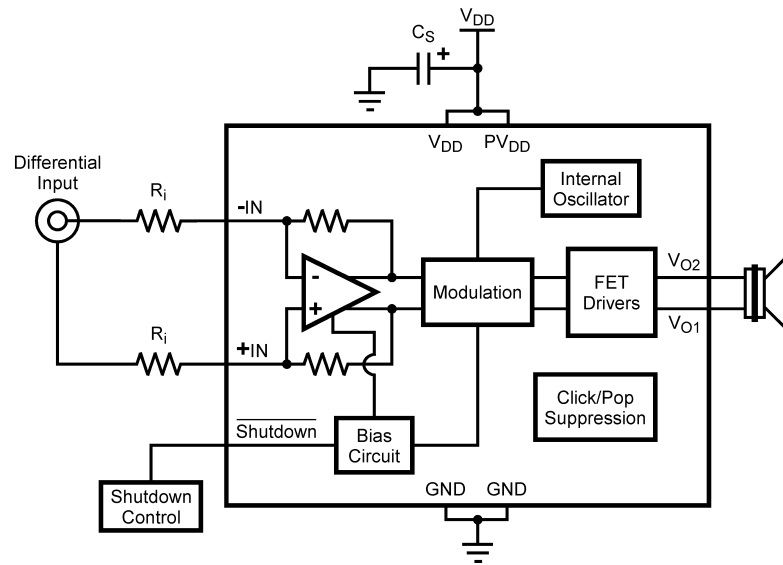 VDD
CS
+
VDD PVDD
Differential
Input
Ri
-IN
Internal
Oscillator
-
+
Modulation
FET
Drivers
VO2
VO1
Ri
+IN
Click/Pop
Suppression
Shutdown
Bias
Circuit
Shutdown
Control
GND GND